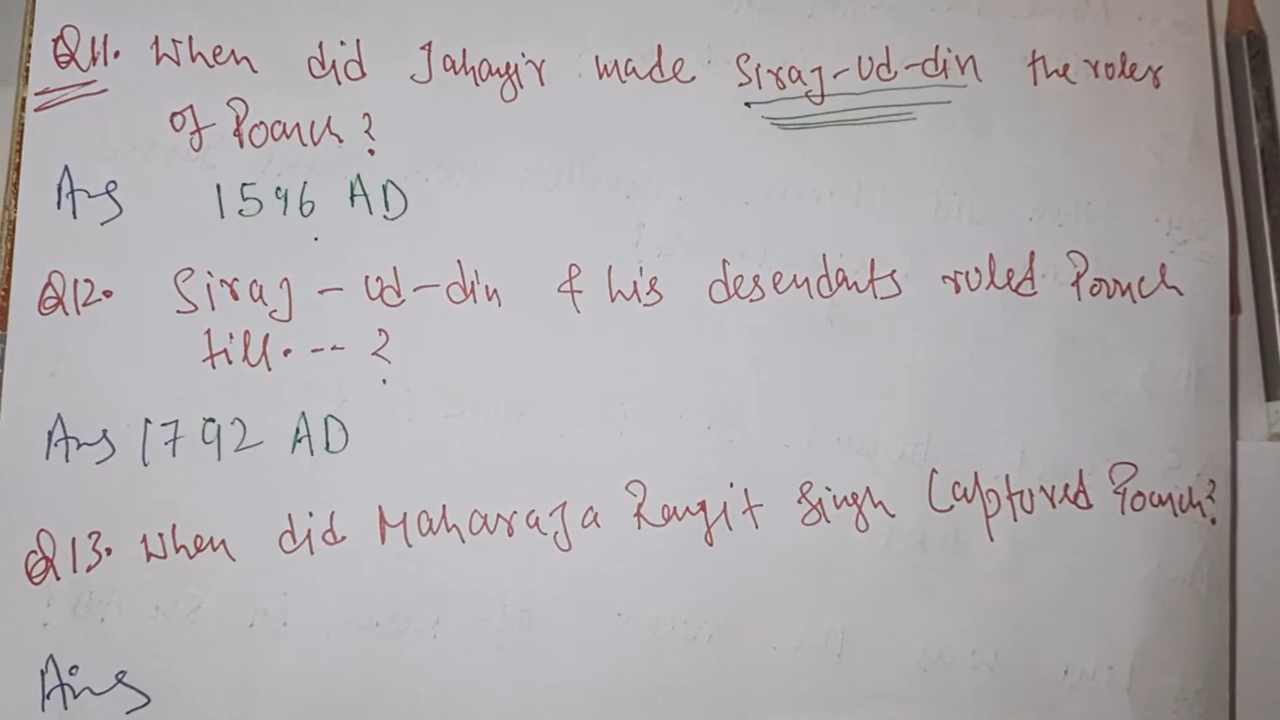 Q11. When did Jahangir made Siraj-Ud-din the ruler
of Poonch?
Ans 1596 AD
Q12. Siraj-Ud-din & his desendants ruled Poonch
till. -- ?
Ans 1792 AD
Q13. When did Maharaja Rangit Singh Captured Poonch?
Ans